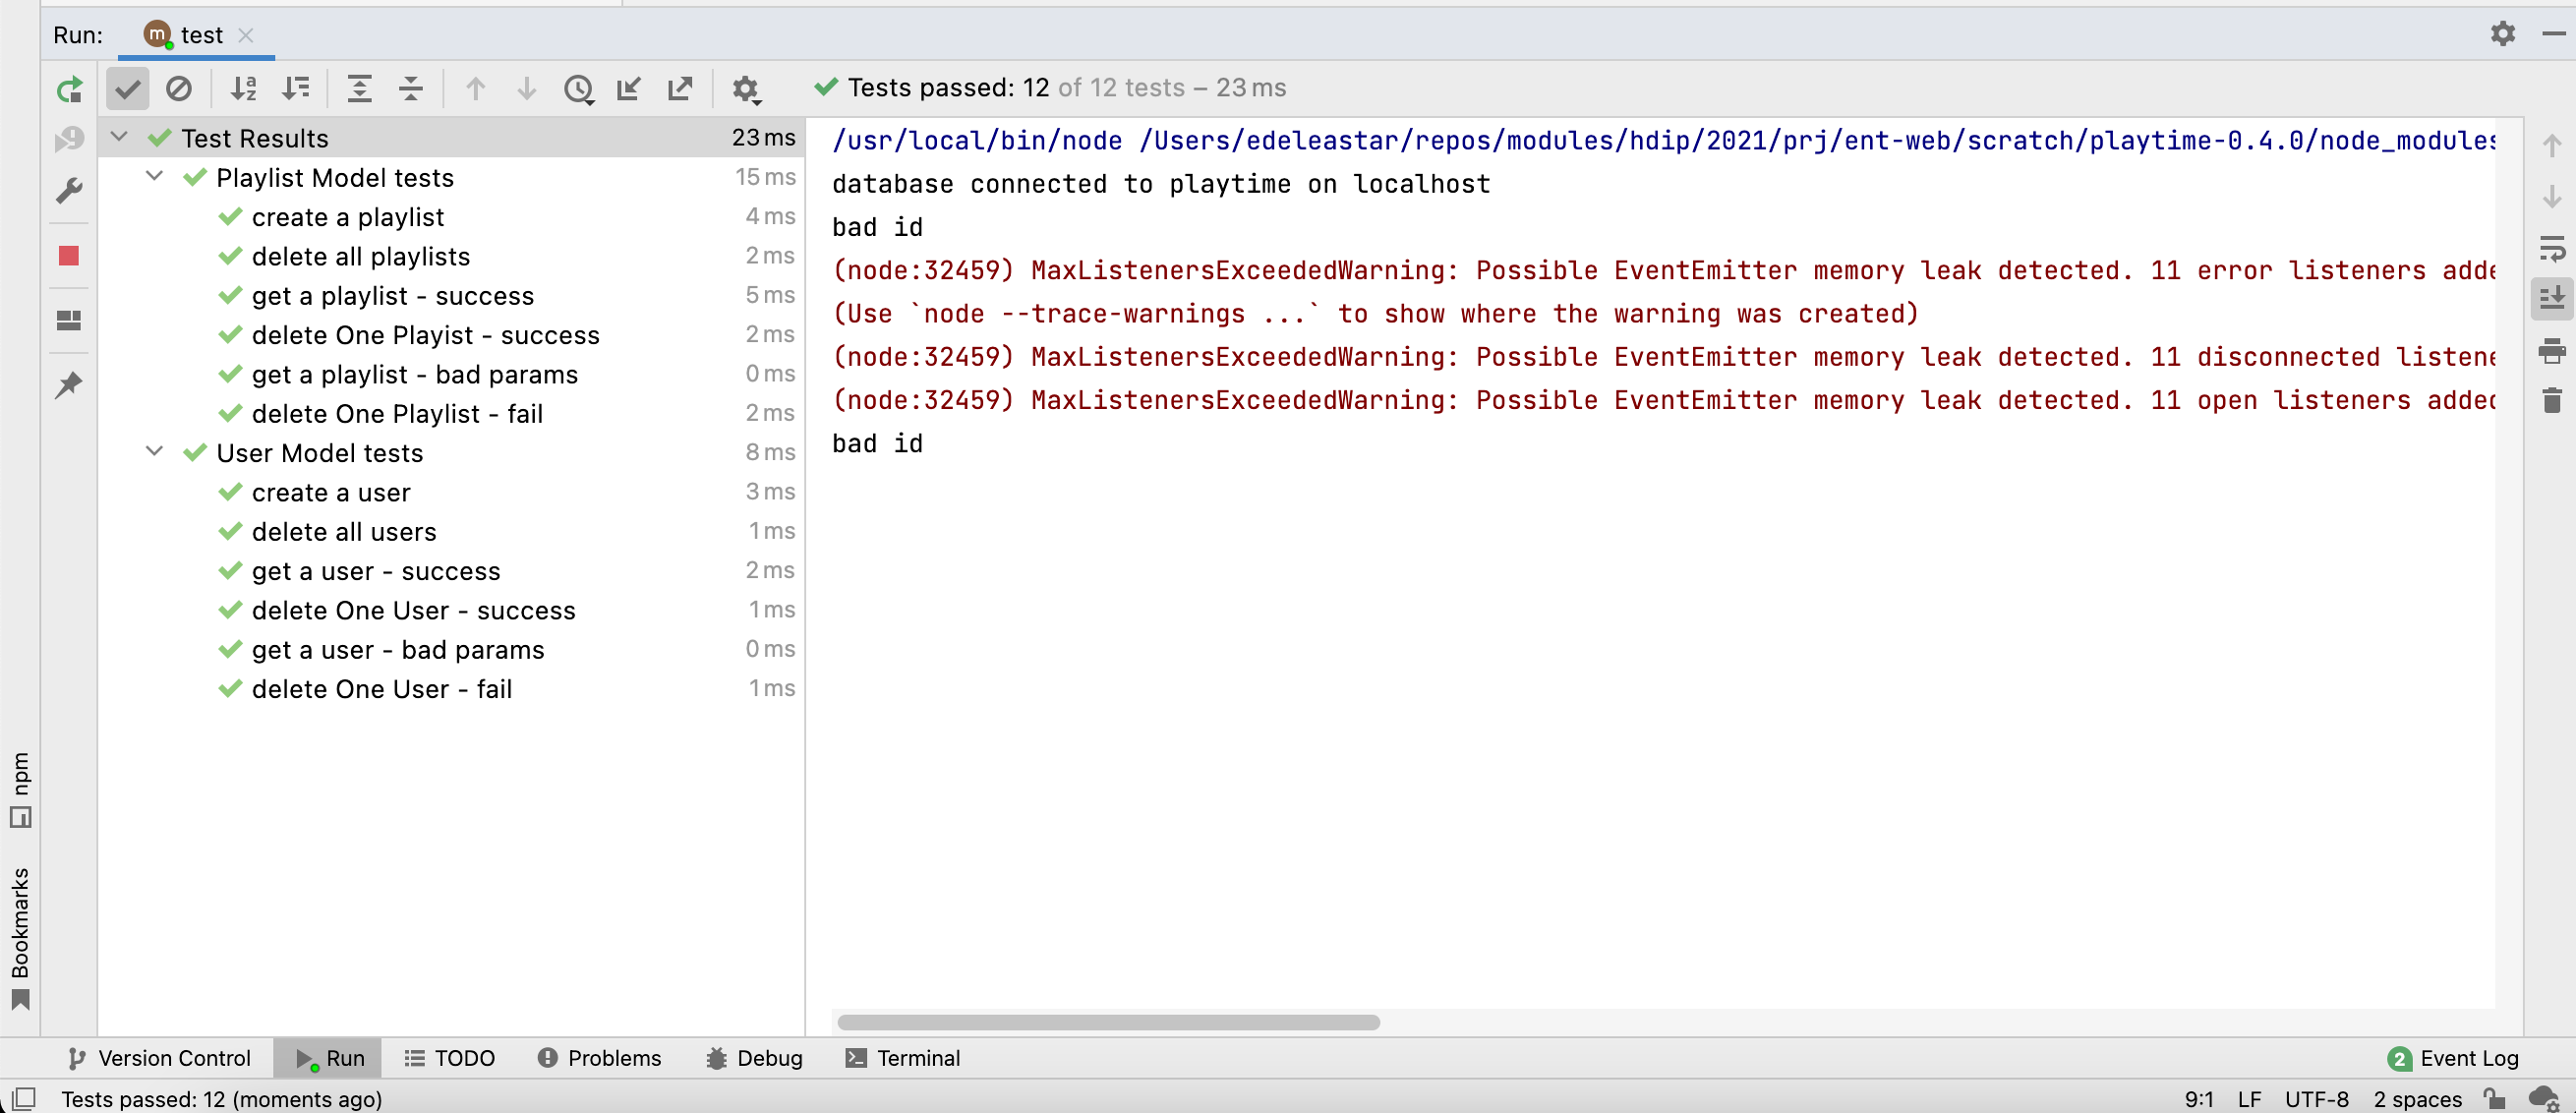 Run:
m test
Tests passed: 12 of 12 tests – 23 ms
Test Results 23 ms
Playlist Model tests 15 ms
create a playlist 4 ms
delete all playlists 2 ms
get a playlist - success 5 ms
delete One Playist - success 2 ms
get a playlist - bad params 0 ms
delete One Playlist - fail 2 ms
User Model tests 8 ms
create a user 3 ms
delete all users 1 ms
get a user - success 2 ms
delete One User - success 1 ms
get a user - bad params 0 ms
delete One User - fail 1 ms
/usr/local/bin/node /Users/edeleastar/repos/modules/hdip/2021/prj/ent-web/scratch/playtime-0.4.0/node_modules
database connected to playtime on localhost
bad id
(node:32459) MaxListenersExceededWarning: Possible EventEmitter memory leak detected. 11 error listeners adde
(Use `node --trace-warnings ...` to show where the warning was created)
(node:32459) MaxListenersExceededWarning: Possible EventEmitter memory leak detected. 11 disconnected listene
(node:32459) MaxListenersExceededWarning: Possible EventEmitter memory leak detected. 11 open listeners added
bad id
npm
Bookmarks
Version Control Run TODO Problems Debug Terminal 2 Event Log
Tests passed: 12 (moments ago) 9:1 LF UTF-8 2 spaces